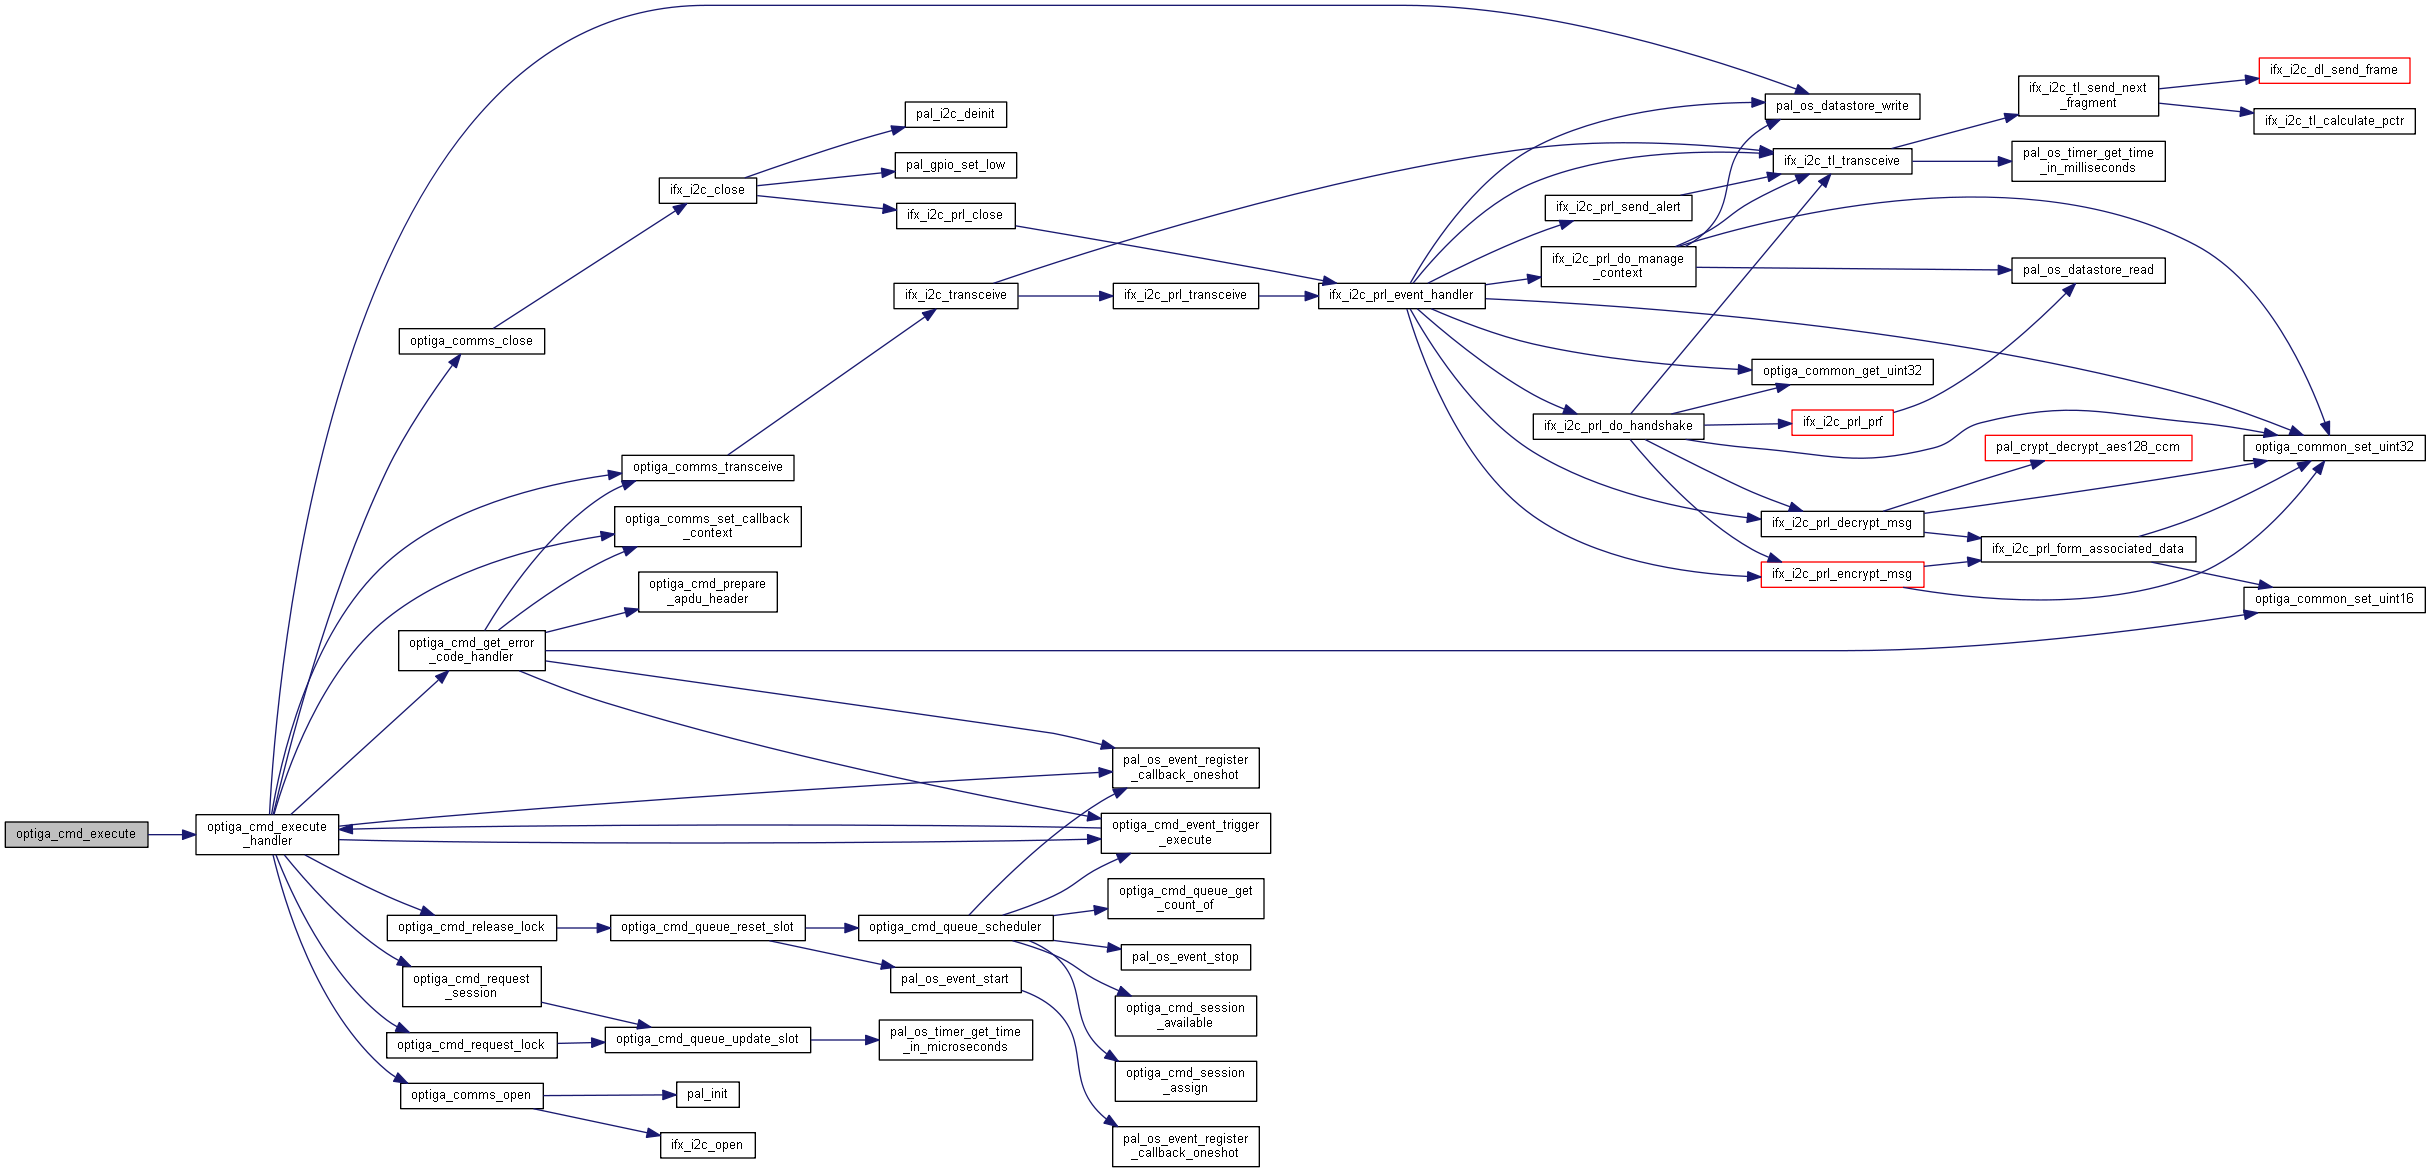 optiga_cmd_execute
optiga_cmd_execute
_handler
optiga_comms_close
optiga_cmd_get_error
_code_handler
optiga_cmd_release_lock
optiga_cmd_request
_session
optiga_cmd_request_lock
optiga_comms_open
ifx_i2c_close
optiga_comms_transceive
optiga_comms_set_callback
_context
optiga_cmd_prepare
_apdu_header
optiga_cmd_queue_reset_slot
optiga_cmd_queue_update_slot
pal_init
ifx_i2c_open
pal_i2c_deinit
pal_gpio_set_low
ifx_i2c_prl_close
ifx_i2c_transceive
optiga_cmd_queue_scheduler
pal_os_event_start
pal_os_timer_get_time
_in_microseconds
ifx_i2c_prl_transceive
pal_os_event_register
_callback_oneshot
optiga_cmd_event_trigger
_execute
optiga_cmd_queue_get
_count_of
pal_os_event_stop
optiga_cmd_session
_available
optiga_cmd_session
_assign
pal_os_event_register
_callback_oneshot
ifx_i2c_prl_event_handler
ifx_i2c_prl_send_alert
ifx_i2c_prl_do_manage
_context
ifx_i2c_prl_do_handshake
pal_os_datastore_write
ifx_i2c_tl_transceive
optiga_common_get_uint32
ifx_i2c_prl_prf
ifx_i2c_prl_decrypt_msg
ifx_i2c_prl_encrypt_msg
ifx_i2c_tl_send_next
_fragment
pal_os_timer_get_time
_in_milliseconds
pal_os_datastore_read
pal_crypt_decrypt_aes128_ccm
ifx_i2c_prl_form_associated_data
ifx_i2c_dl_send_frame
ifx_i2c_tl_calculate_pctr
optiga_common_set_uint32
optiga_common_set_uint16